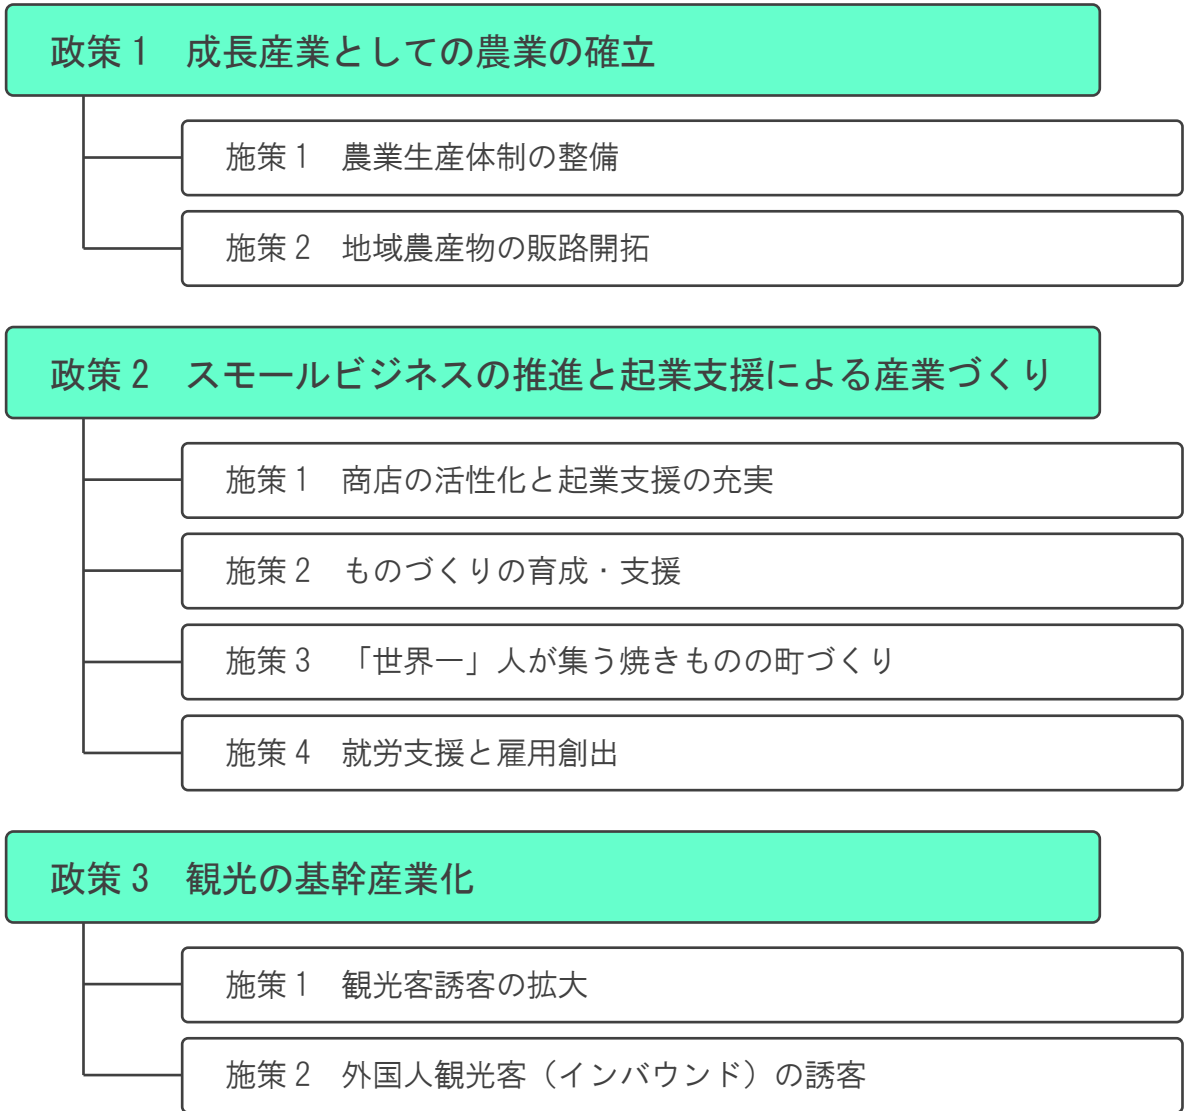 政策1　成長産業としての農業の確立
施策1　農業生産体制の整備
施策2　地域農産物の販路開拓
政策2　スモールビジネスの推進と起業支援による産業づくり
施策1　商店の活性化と起業支援の充実
施策2　ものづくりの育成・支援
施策3　「世界一」人が集う焼きものの町づくり
施策4　就労支援と雇用創出
政策3　観光の基幹産業化
施策1　観光客誘客の拡大
施策2　外国人観光客（インバウンド）の誘客